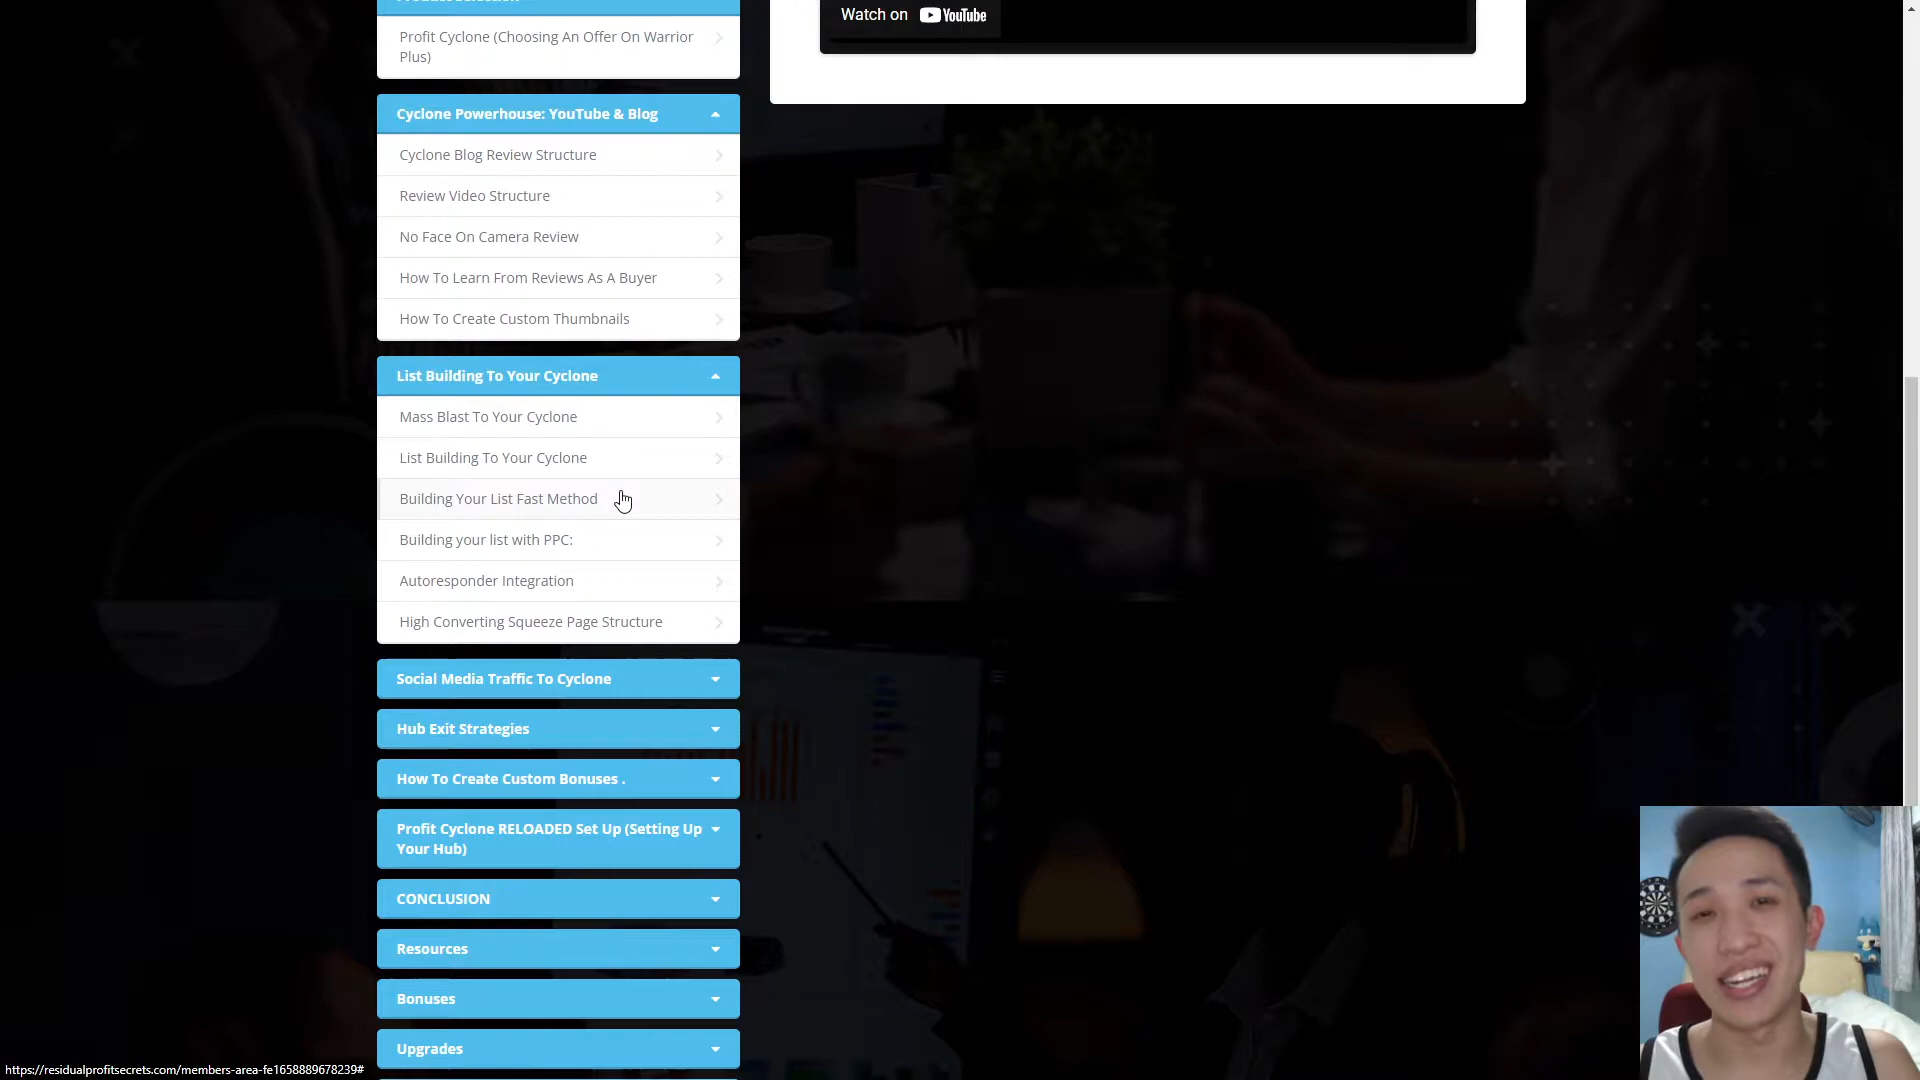 Profit Cyclone (Choosing An Offer On Warrior
Plus)
Cyclone Powerhouse: YouTube & Blog
Cyclone Blog Review Structure
Review Video Structure
No Face On Camera Review
How To Learn From Reviews As A Buyer
How To Create Custom Thumbnails
List Building To Your Cyclone
Mass Blast To Your Cyclone
List Building To Your Cyclone
Building Your List Fast Method
Building your list with PPC:
Autoresponder Integration
High Converting Squeeze Page Structure
Social Media Traffic To Cyclone
Hub Exit Strategies
How To Create Custom Bonuses .
Profit Cyclone RELOADED Set Up (Setting Up
Your Hub)
CONCLUSION
Resources
Bonuses
Upgrades
Watch on YouTube
https://residualprofitsecrets.com/members-area-fe1658889678239#